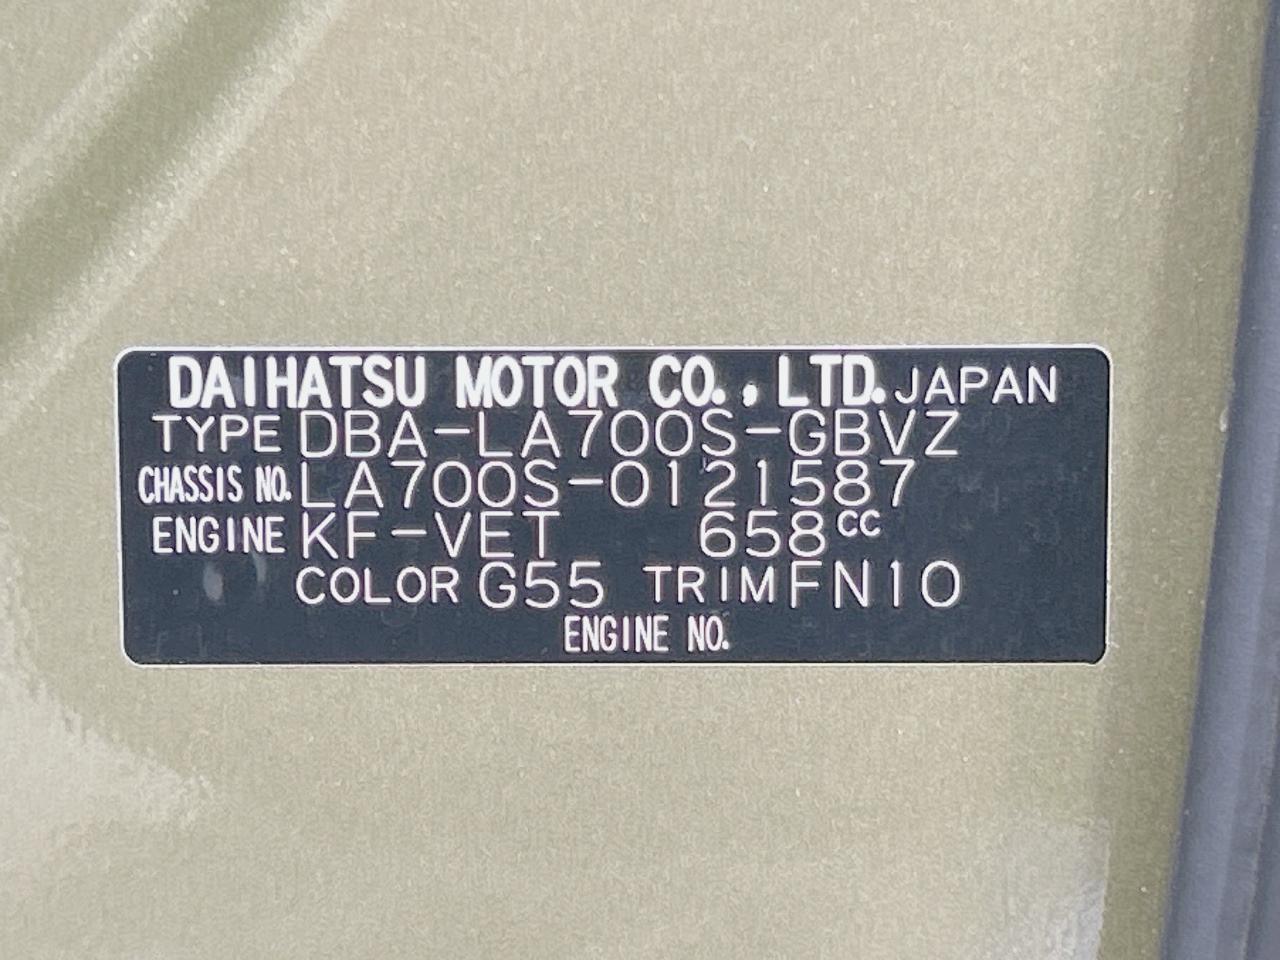 DAIHATSU MOTOR CO., LTD. JAPAN
TYPE DBA-LA700S-GBVZ
CHASSIS NO. LA700S-0121587
ENGINE KF-VET 658cc
COLOR G55 TRIM FN10
ENGINE NO.